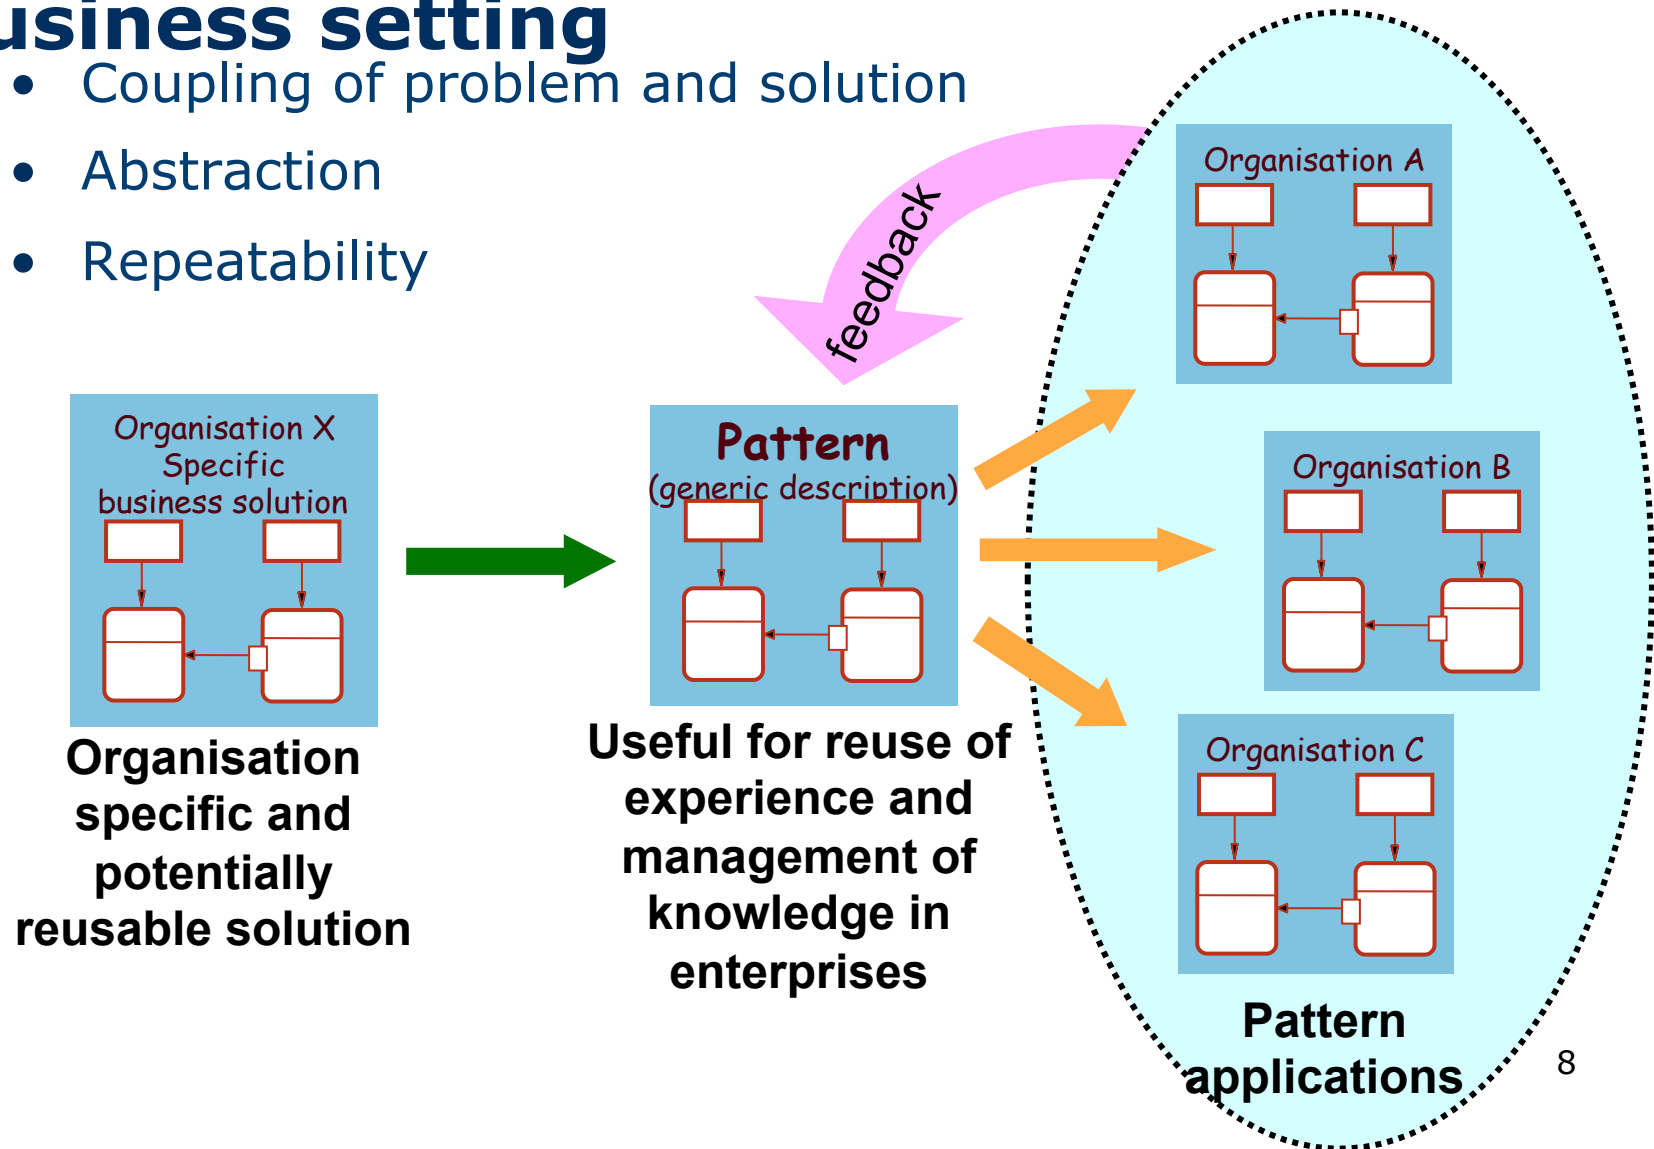 usiness setting
• Coupling of problem and solution
• Abstraction
• Repeatability
feedback
Organisation A
Organisation X
Specific
business solution
Pattern
(generic description)
Organisation B
Organisation C
Organisation
specific and
potentially
reusable solution
Useful for reuse of
experience and
management of
knowledge in
enterprises
Pattern
applications
8